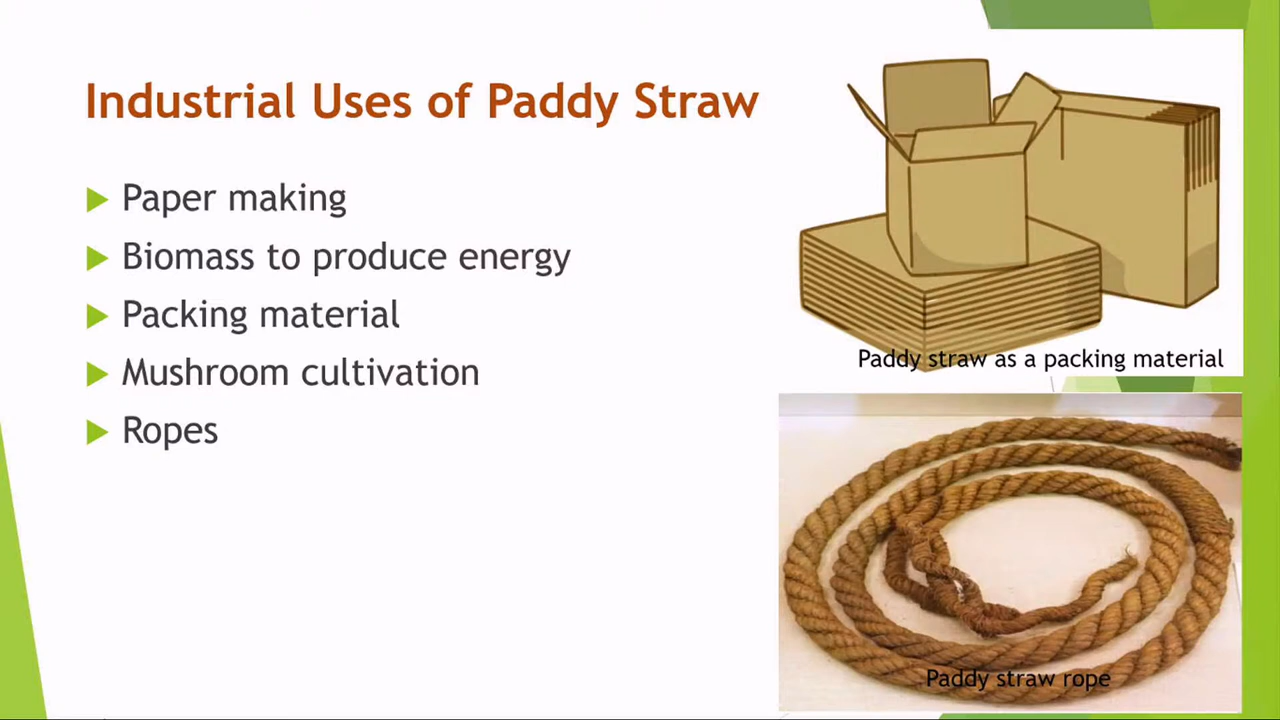 Industrial Uses of Paddy Straw
Paper making
Biomass to produce energy
Packing material
Mushroom cultivation
Ropes
Paddy straw as a packing material
Paddy straw rope